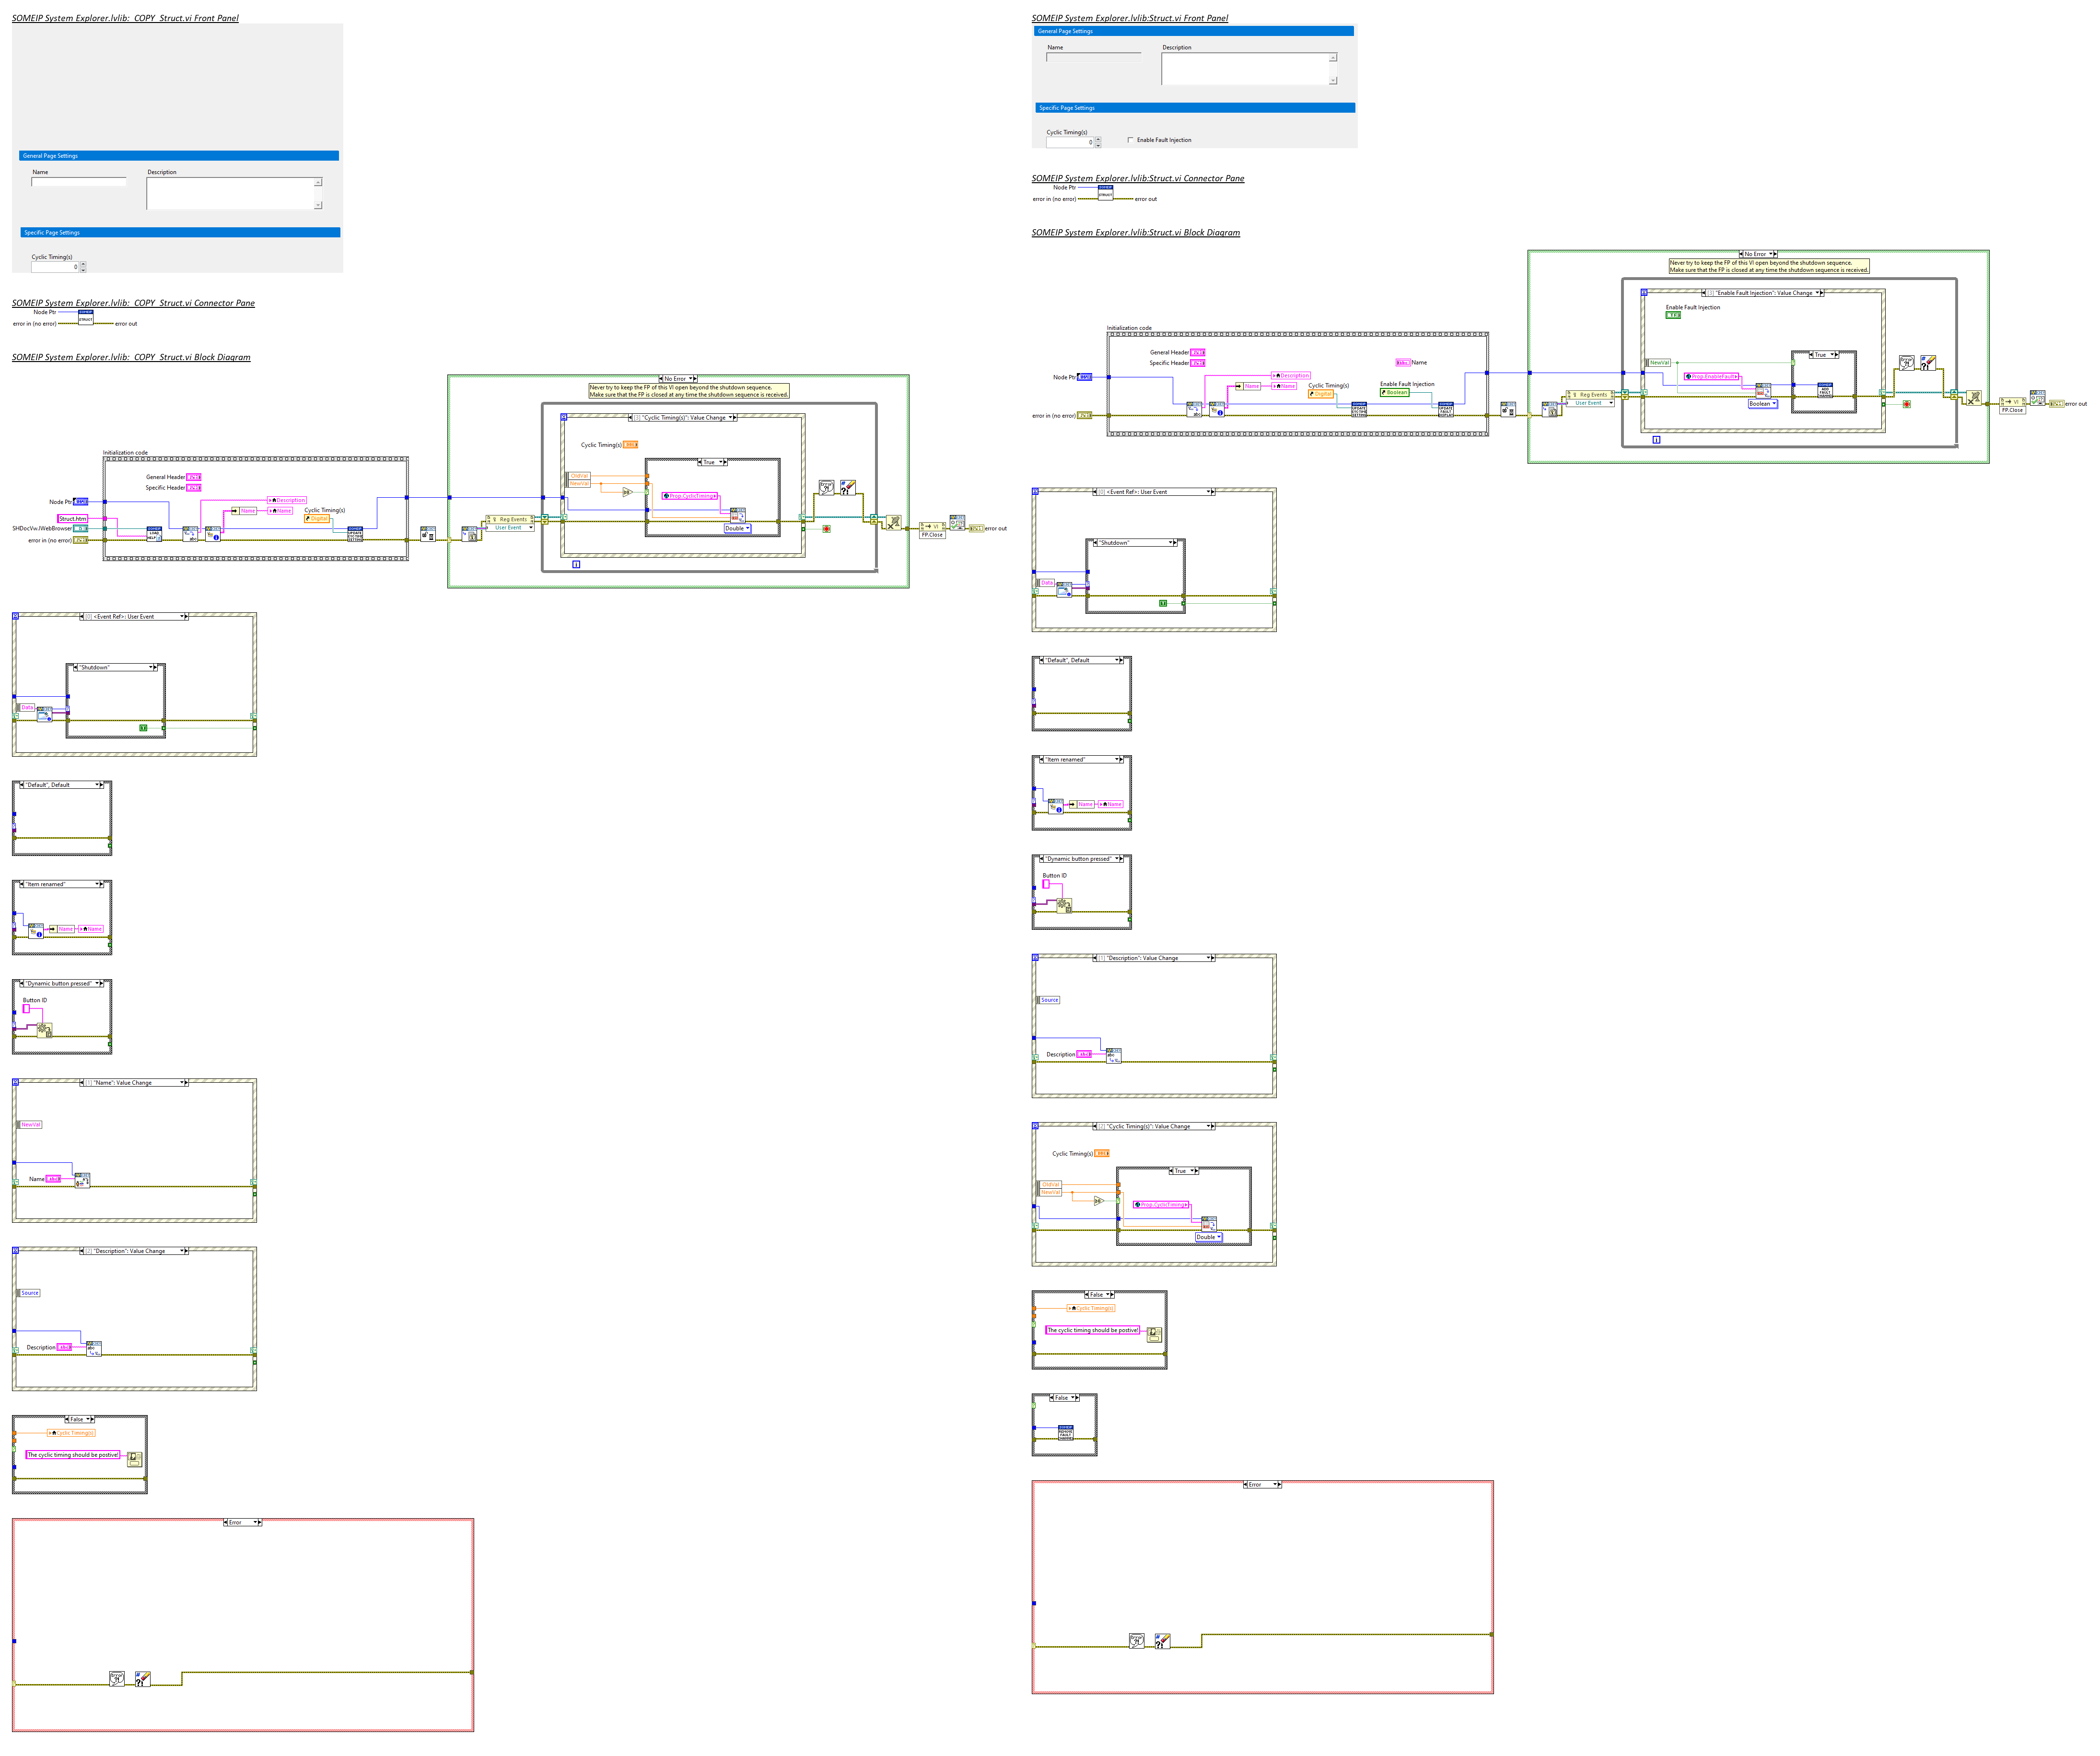 SOMEIP System Explorer.lvlib:_COPY_Struct.vi Front Panel
General Page Settings
Name
Description
Specific Page Settings
Cyclic Timing(s)
0
SOMEIP System Explorer.lvlib:_COPY_Struct.vi Connector Pane
Node Ptr
error in (no error)
error out
SOMEIP System Explorer.lvlib:_COPY_Struct.vi Block Diagram
No Error
Never try to keep the FP of this VI open beyond the shutdown sequence.
Make sure that the FP is closed at any time the shutdown sequence is received.
[3] "Cyclic Timing(s)": Value Change
Cyclic Timing(s)
Initialization code
True
OldVal
NewVal
Prop.CyclicTiming
Double
General Header
Specific Header
Node Ptr
Description
Name
Name
Cyclic Timing(s)
Digital
Struct.htm
SHDocVw.IWebBrowser
error in (no error)
Reg Events
User Event
VI
FP.Close
error out
[0] <Event Ref>: User Event
"Shutdown"
Data
"Default", Default
"Item renamed"
Name
Name
"Dynamic button pressed"
Button ID
[1] "Name": Value Change
NewVal
Name
[2] "Description": Value Change
Source
Description
False
Cyclic Timing(s)
The cyclic timing should be postive!
Error
SOMEIP System Explorer.lvlib:Struct.vi Front Panel
General Page Settings
Name
Description
Specific Page Settings
Cyclic Timing(s)
0
Enable Fault Injection
SOMEIP System Explorer.lvlib:Struct.vi Connector Pane
Node Ptr
error in (no error)
error out
SOMEIP System Explorer.lvlib:Struct.vi Block Diagram
No Error
Never try to keep the FP of this VI open beyond the shutdown sequence.
Make sure that the FP is closed at any time the shutdown sequence is received.
[3] "Enable Fault Injection": Value Change
Enable Fault Injection
Initialization code
General Header
Specific Header
Name
NewVal
True
Node Ptr
Description
Name
Name
Cyclic Timing(s)
Digital
Enable Fault Injection
Boolean
Prop.EnableFault
Boolean
error in (no error)
Reg Events
User Event
VI
FP.Close
error out
[0] <Event Ref>: User Event
"Shutdown"
Data
"Default", Default
"Item renamed"
Name
Name
"Dynamic button pressed"
Button ID
[1] "Description": Value Change
Source
Description
[2] "Cyclic Timing(s)": Value Change
Cyclic Timing(s)
True
OldVal
NewVal
Prop.CyclicTiming
Double
False
Cyclic Timing(s)
The cyclic timing should be postive!
False
Error